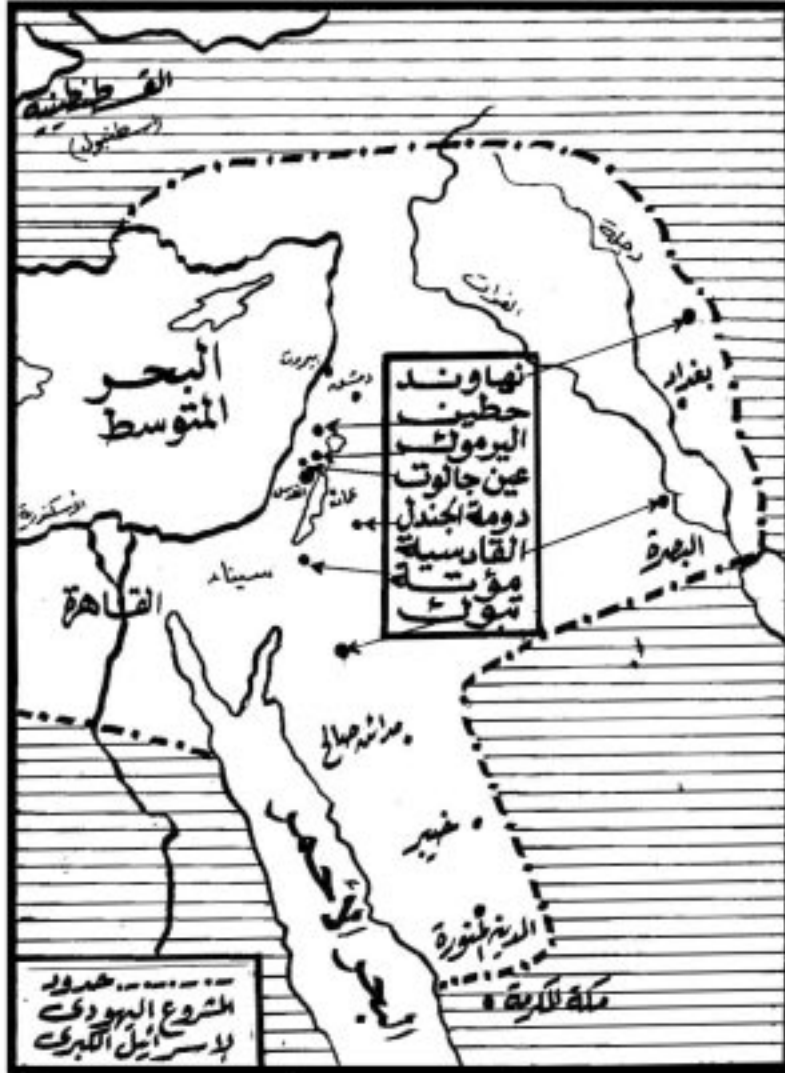 القسطنطينية
(اسطنبول)
دجلة
الفرات
البحر
المتوسط
بيروت
دمشق
بغداد
نهاوند
حطين
اليرموك
عين جالوت
دومة الجندل
القادسية
مؤتة
تبوك
القدس
عمان
الاسكندرية
سيناء
القاهرة
البصرة
مدائن صالح
خيبر
المدينة المنورة
مكة المكرمة
البحر الأحمر
حدود
المشروع اليهودي
لإسرائيل الكبرى